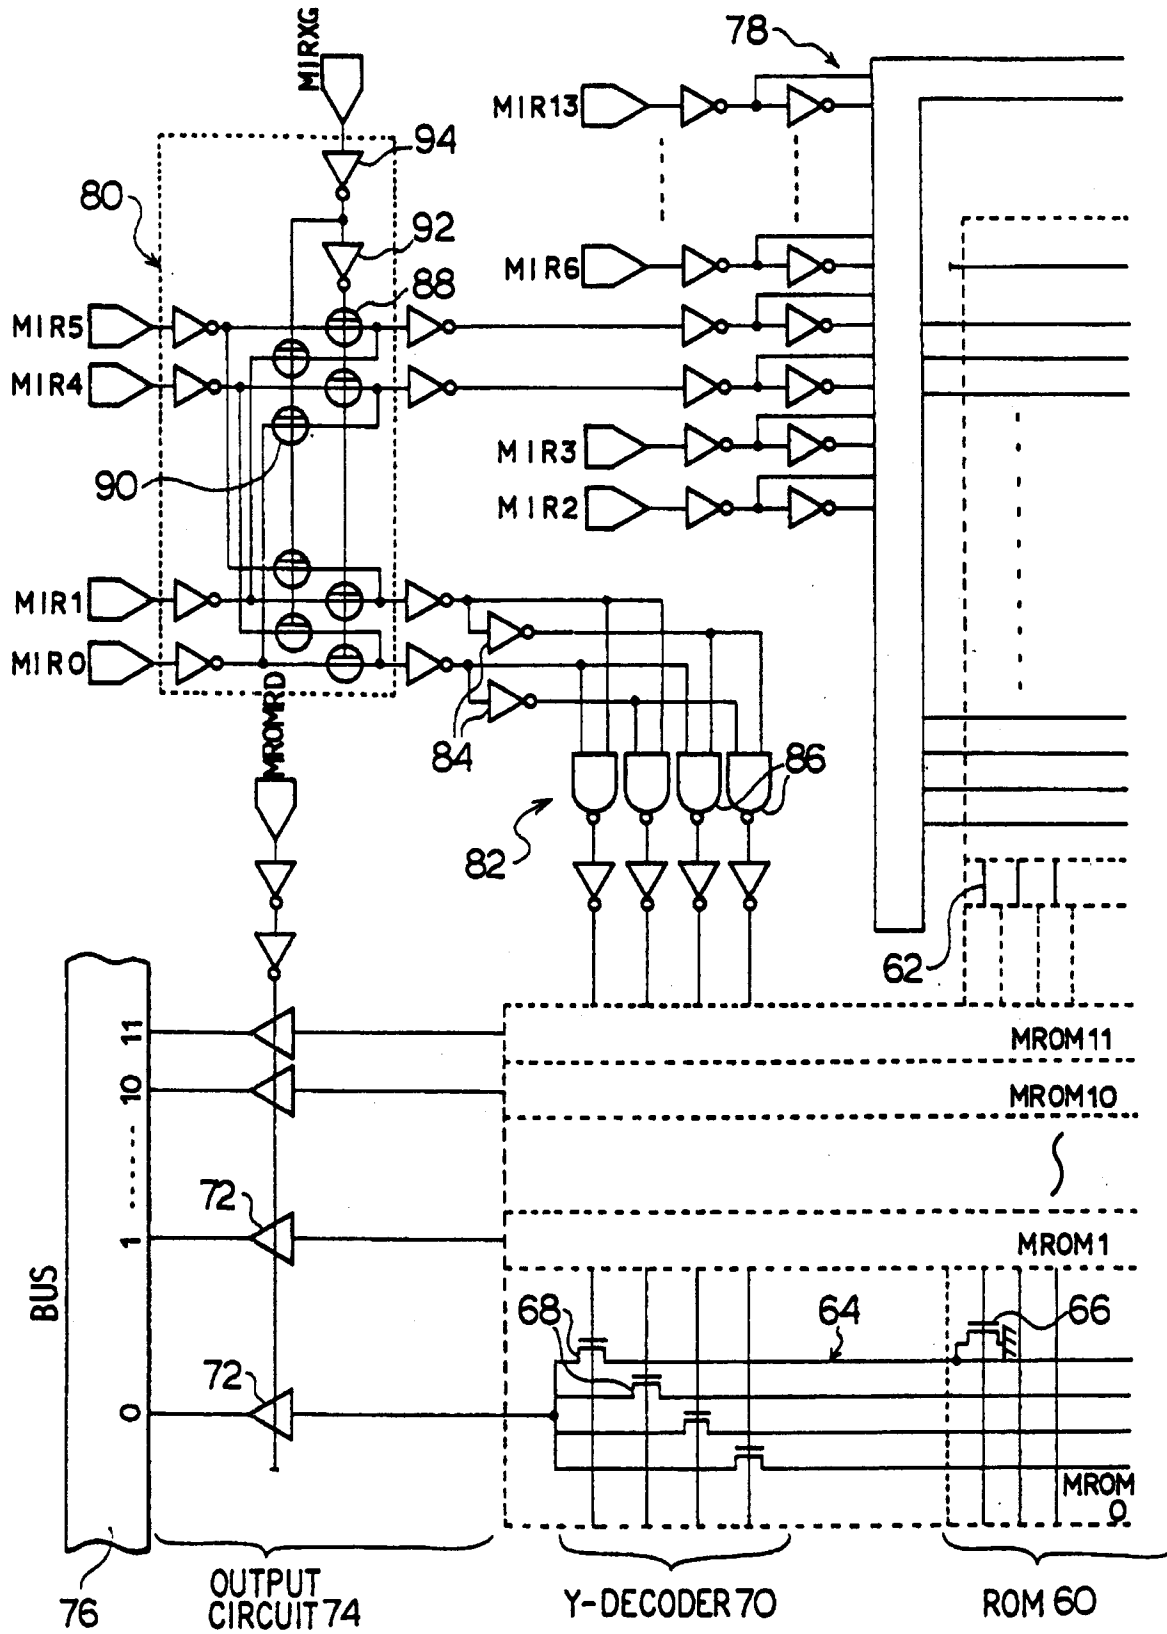 MIRXG
78
MIR13
94
80
92
MIR6
88
MIR5
MIR4
MIR3
90
MIR2
MIR1
MIR0
MROMRD
84
86
82
62
11
MROM11
10
MROM10
72
1
MROM1
BUS
68
64
66
72
0
MROM
0
76
OUTPUT
CIRCUIT 74
Y-DECODER 70
ROM 60